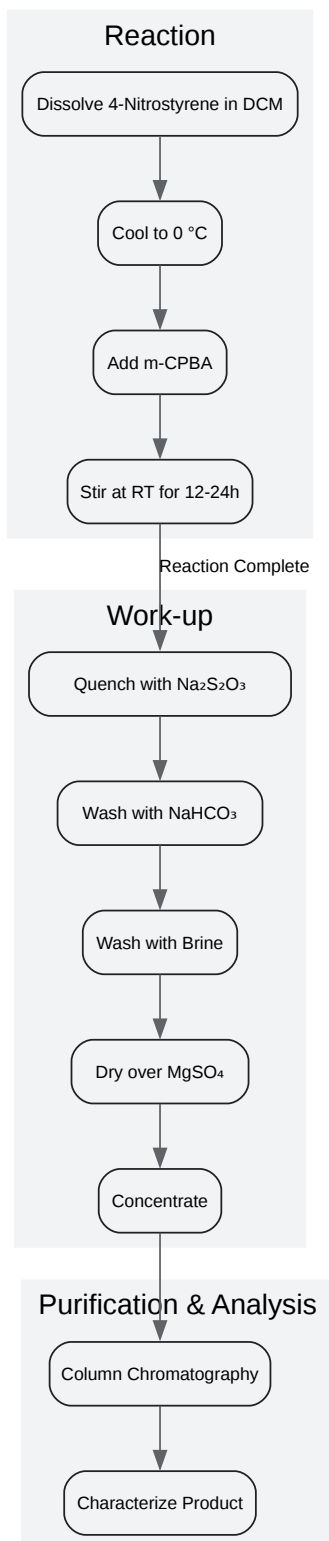 Reaction
Dissolve 4-Nitrostyrene in DCM
Cool to 0 °C
Add m-CPBA
Stir at RT for 12-24h
Reaction Complete
Work-up
Quench with Na₂S₂O₃
Wash with NaHCO₃
Wash with Brine
Dry over MgSO₄
Concentrate
Purification & Analysis
Column Chromatography
Characterize Product